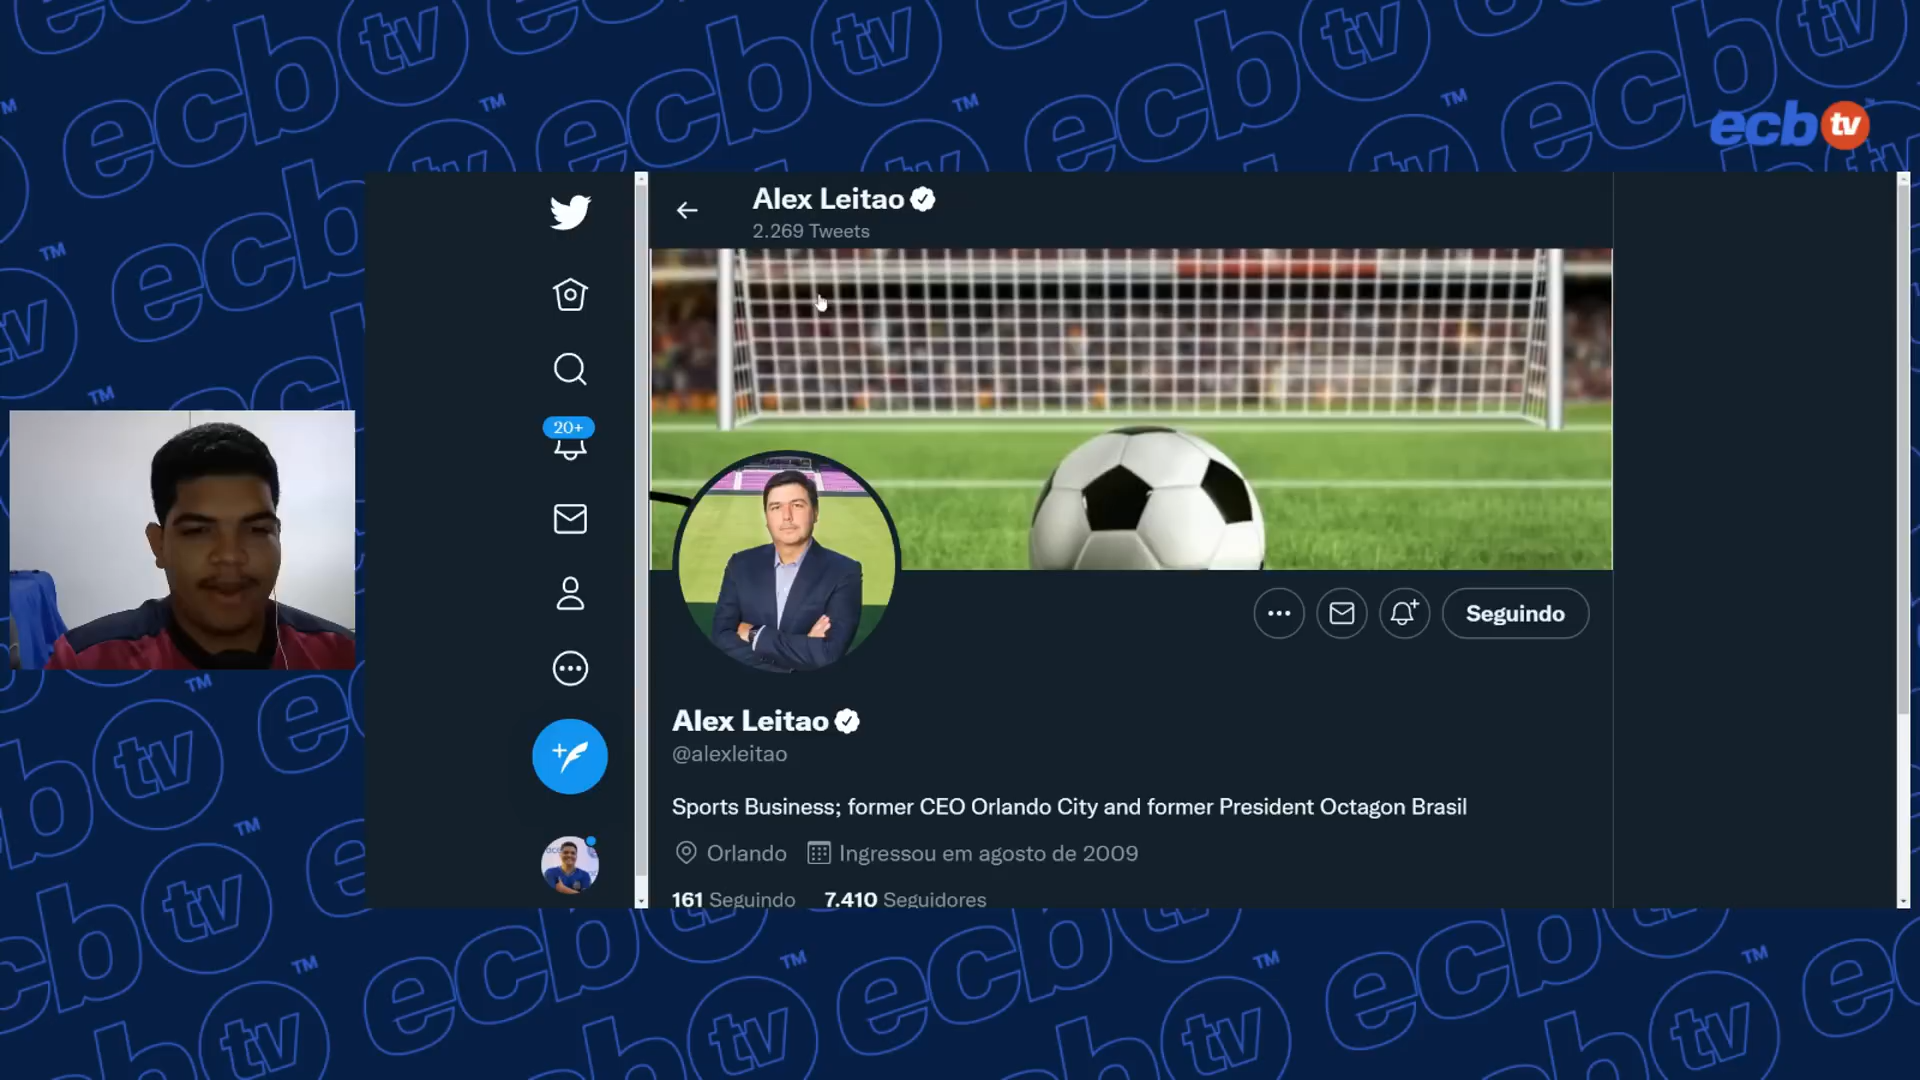 ecb tv
Alex Leitao
2.269 Tweets
20+
Seguindo
Alex Leitao
@alexleitao
Sports Business; former CEO Orlando City and former President Octagon Brasil
Orlando Ingressou em agosto de 2009
161 Seguindo 7.410 Seguidores